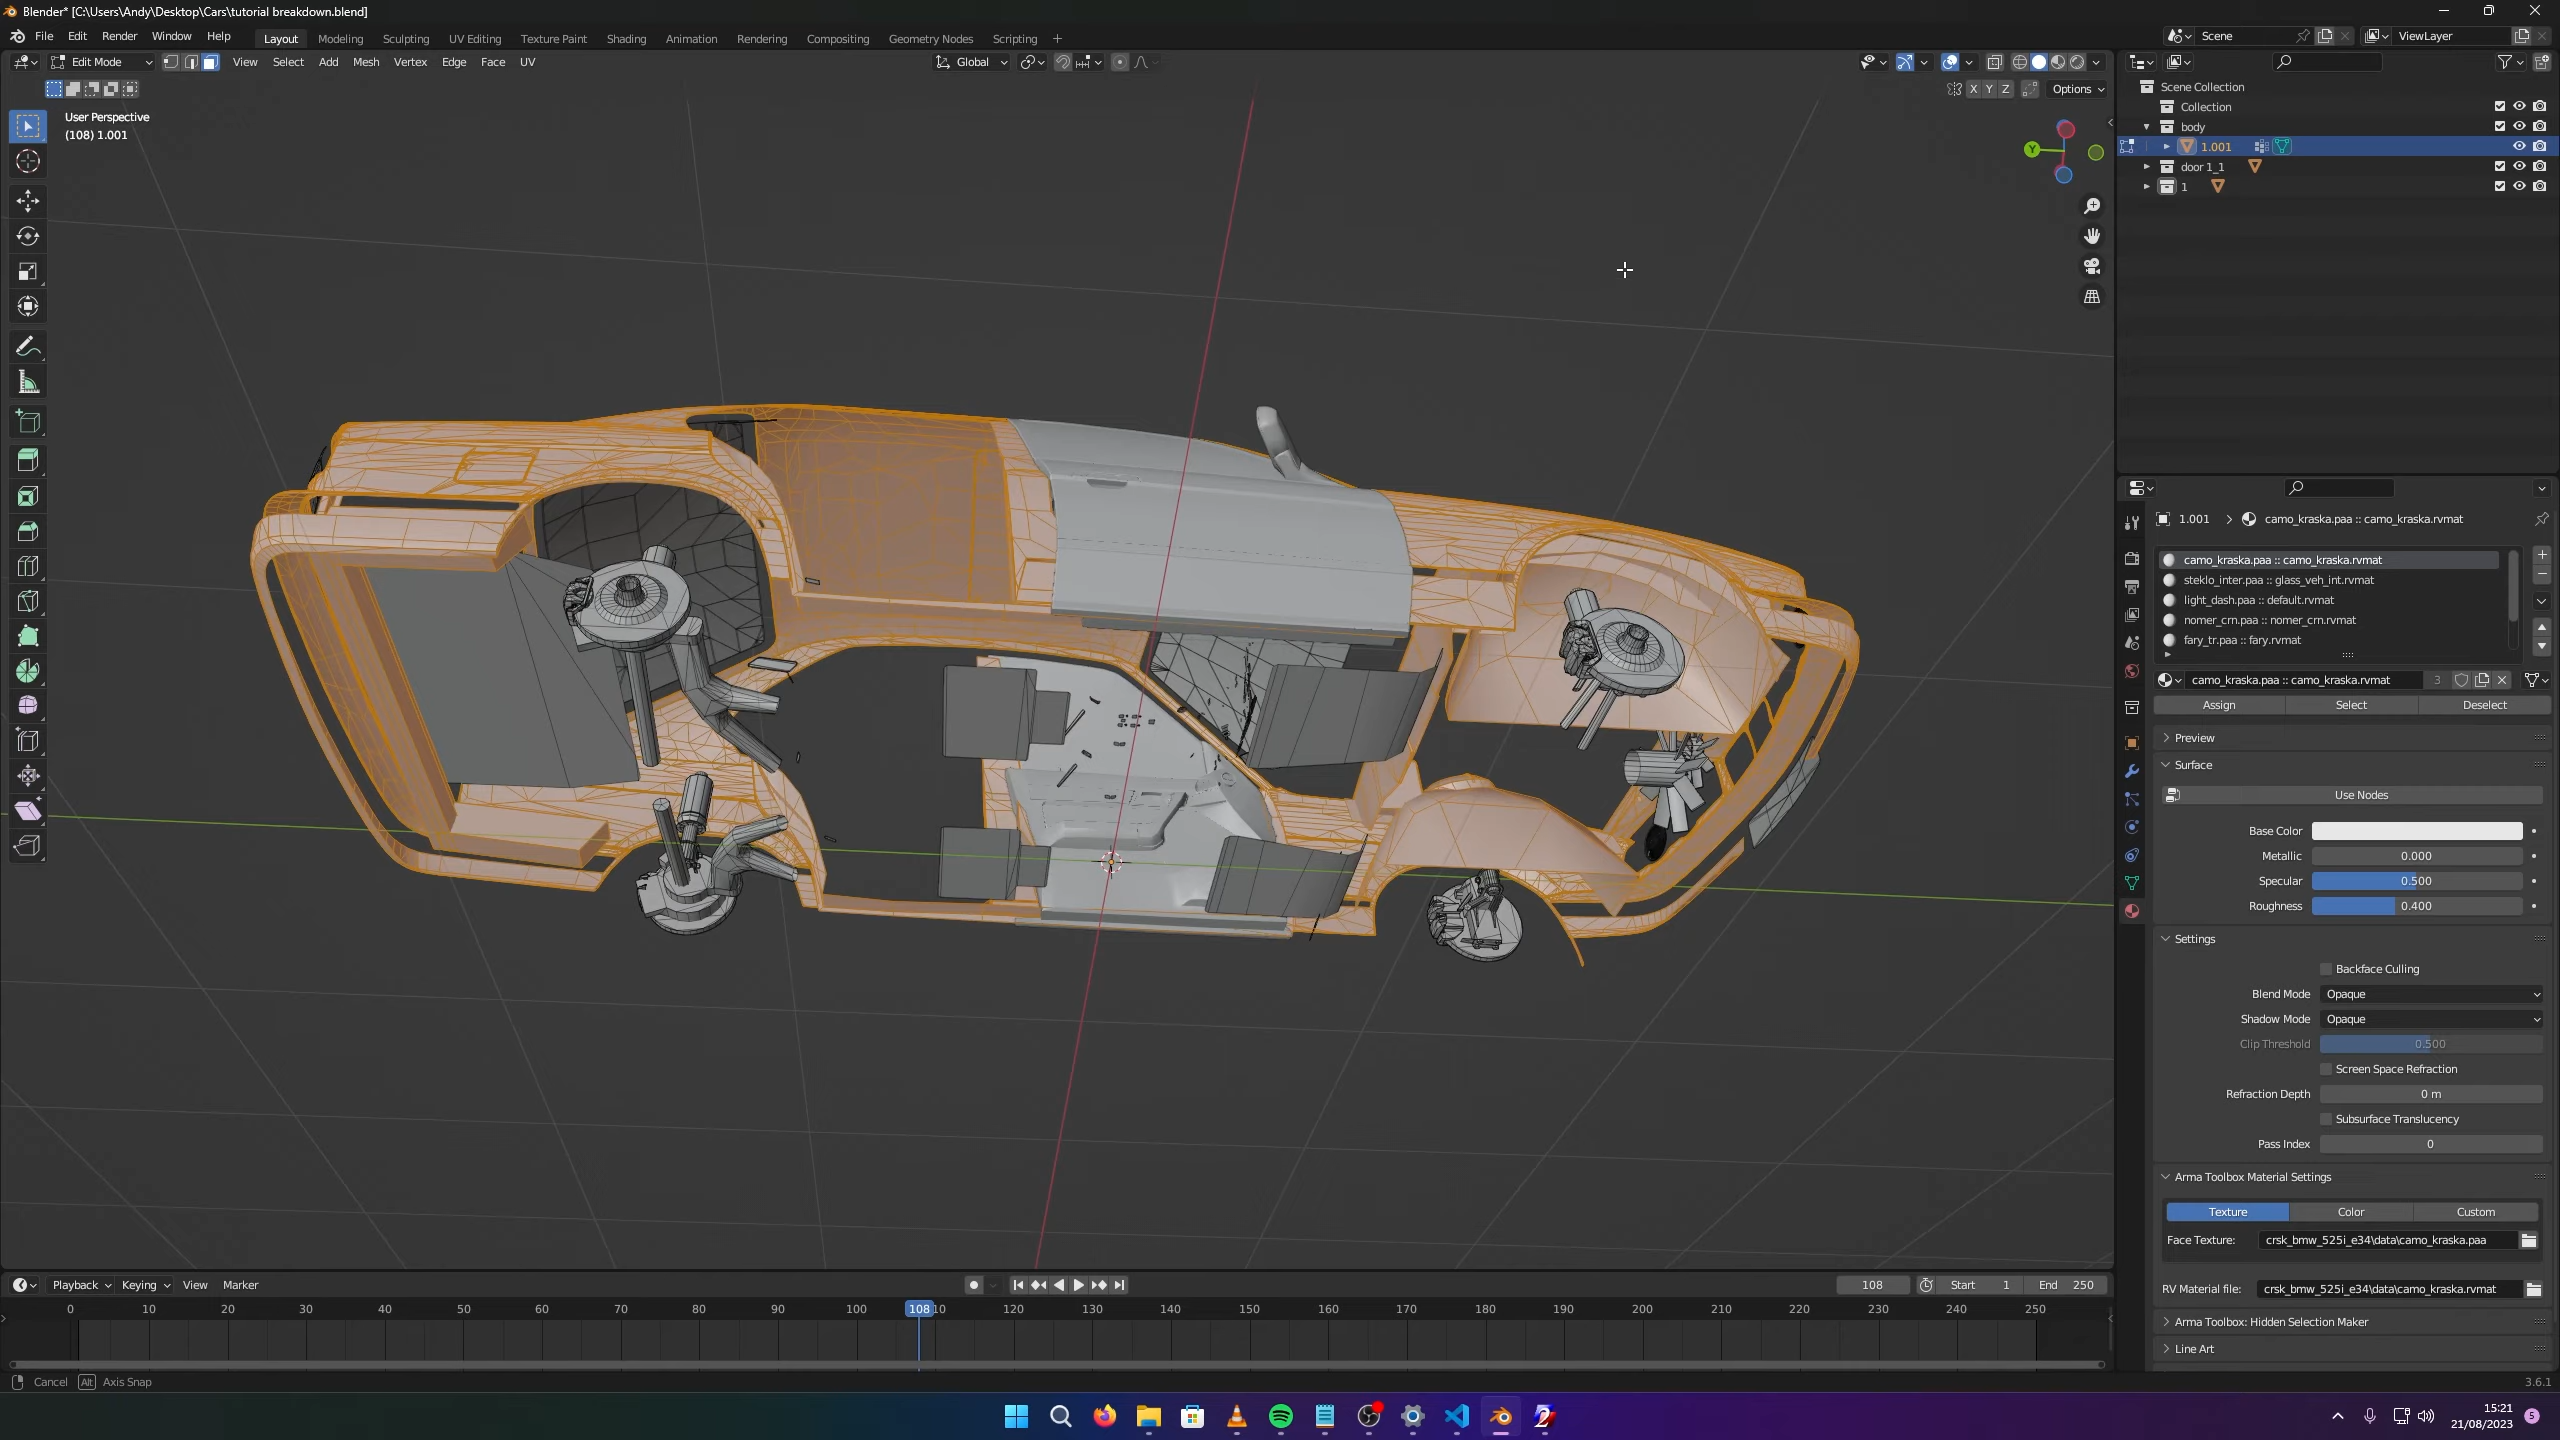 Blender* [C:\Users\Andy\Desktop\Cars\tutorial breakdown.blend]
File Edit Render Window Help Layout Modeling Sculpting UV Editing Texture Paint Shading Animation Rendering Compositing Geometry Nodes Scripting +
Scene ViewLayer
Edit Mode View Select Add Mesh Vertex Edge Face UV Global
X Y Z Options
User Perspective
(108) 1.001
Y
Scene Collection
Collection
body
1.001
door 1_1
1
1.001 > camo_kraska.paa :: camo_kraska.rvmat
camo_kraska.paa :: camo_kraska.rvmat
steklo_inter.paa :: glass_veh_int.rvmat
light_dash.paa :: default.rvmat
nomer_crn.paa :: nomer_crn.rvmat
fary_tr.paa :: fary.rvmat
camo_kraska.paa :: camo_kraska.rvmat 3
Assign Select Deselect
Preview
Surface
Use Nodes
Base Color
Metallic 0.000
Specular 0.500
Roughness 0.400
Settings
Backface Culling
Blend Mode Opaque
Shadow Mode Opaque
Clip Threshold 0.500
Screen Space Refraction
Refraction Depth 0 m
Subsurface Translucency
Pass Index 0
Arma Toolbox Material Settings
Texture Color Custom
Face Texture: crsk_bmw_525i_e34\data\camo_kraska.paa
RV Material file: crsk_bmw_525i_e34\data\camo_kraska.rvmat
Arma Toolbox: Hidden Selection Maker
Line Art
Playback Keying View Marker 108 Start 1 End 250
0 10 20 30 40 50 60 70 80 90 100 108 10 120 130 140 150 160 170 180 190 200 210 220 230 240 250
Cancel Alt Axis Snap 3.6.1
15:21
21/08/2023
5